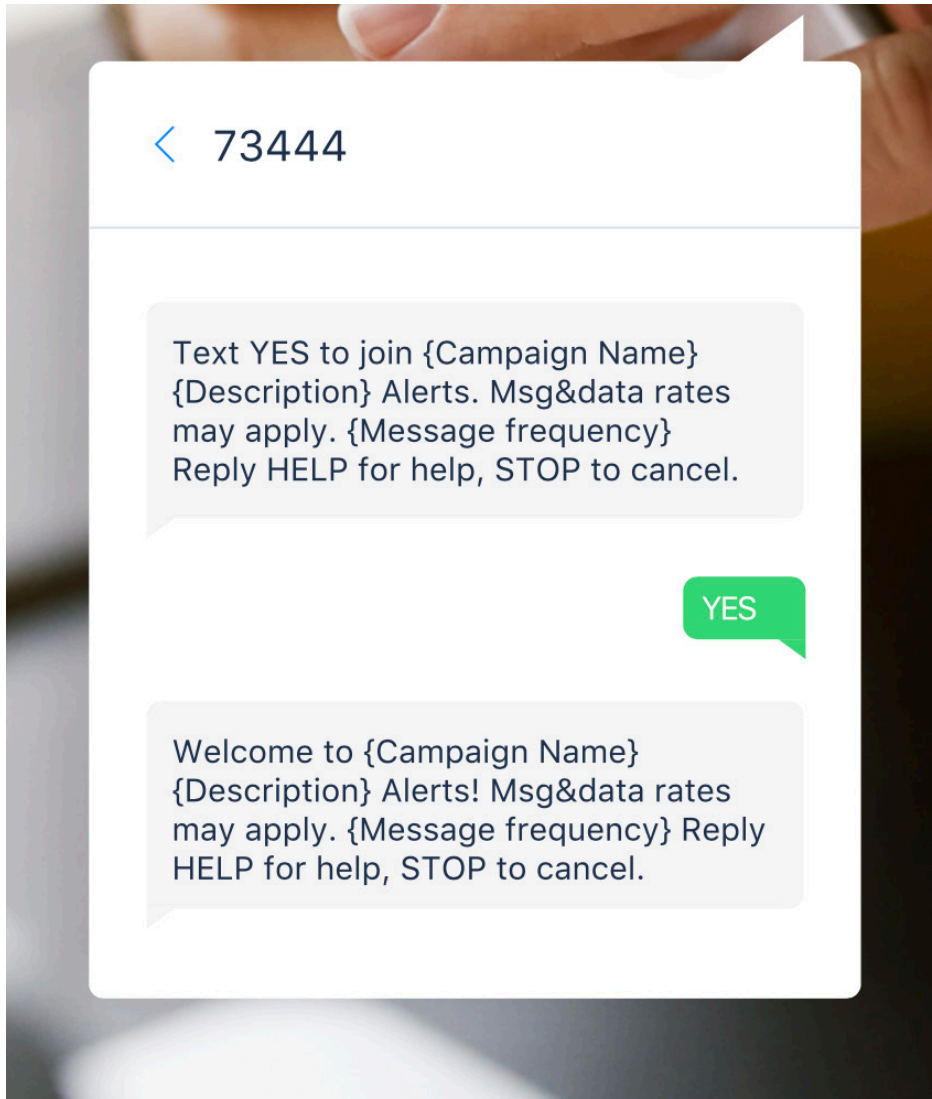 73444
Text YES to join {Campaign Name}
{Description} Alerts. Msg&data rates
may apply. {Message frequency}
Reply HELP for help, STOP to cancel.
YES
Welcome to {Campaign Name}
{Description} Alerts! Msg&data rates
may apply. {Message frequency} Reply
HELP for help, STOP to cancel.